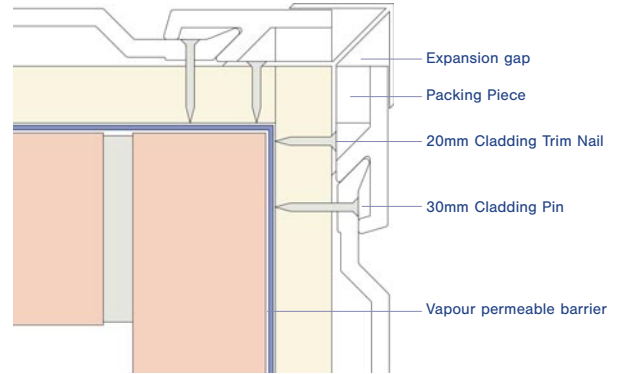 Expansion gap
Packing Piece
20mm Cladding Trim Nail
30mm Cladding Pin
Vapour permeable barrier